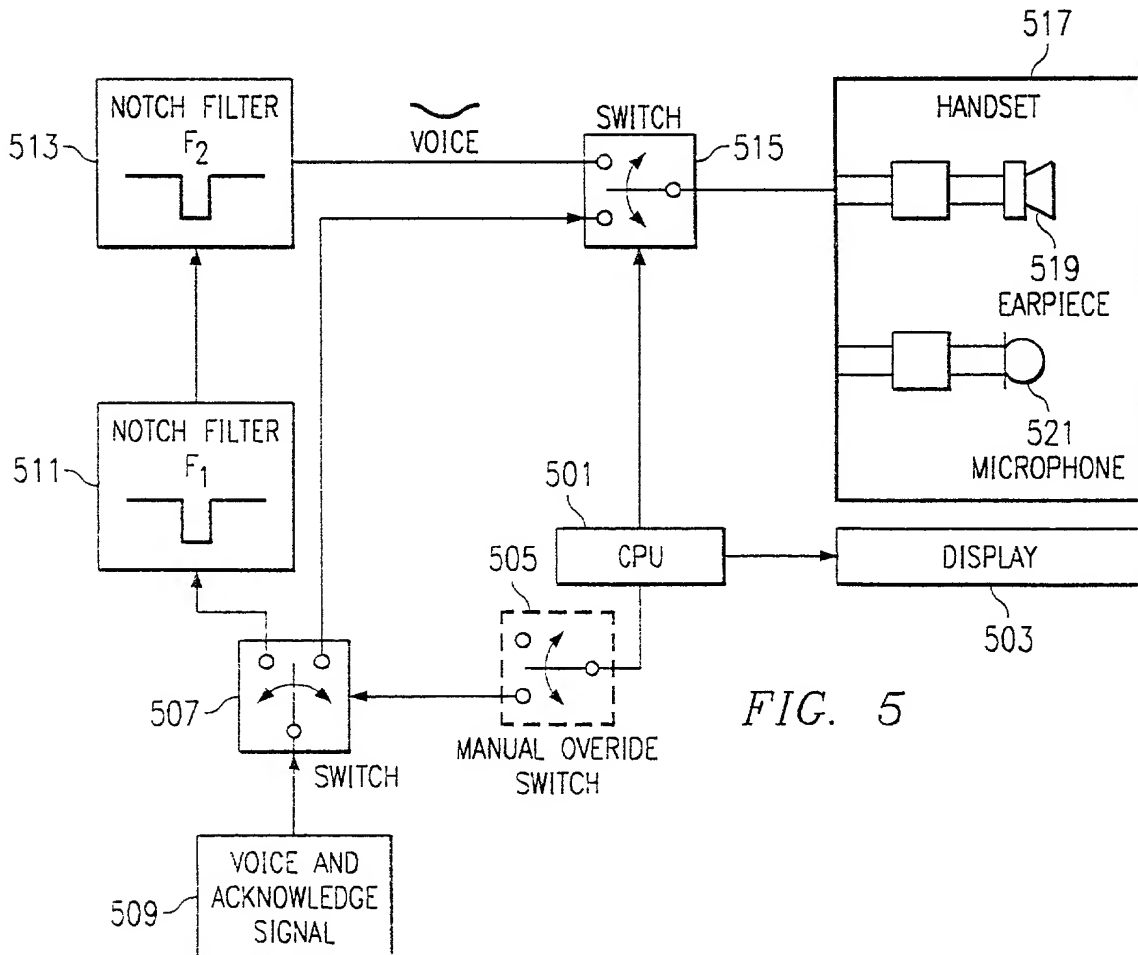 517
NOTCH FILTER
F2
513
VOICE
SWITCH
515
HANDSET
519
EARPIECE
NOTCH FILTER
F1
511
521
MICROPHONE
501
CPU
DISPLAY
503
505
507
SWITCH
MANUAL OVERIDE
SWITCH
FIG. 5
VOICE AND
ACKNOWLEDGE
SIGNAL
509